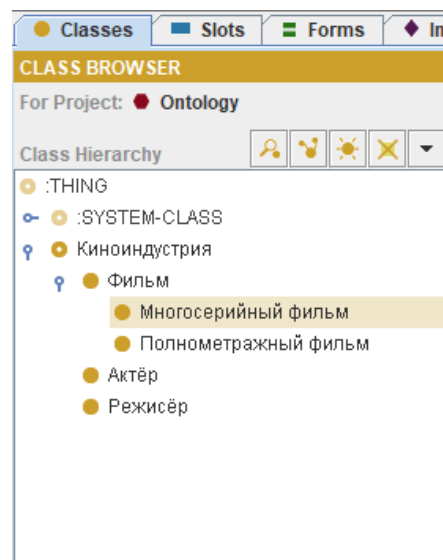 Classes Slots Forms In
CLASS BROWSER
For Project: Ontology
Class Hierarchy
:THING
:SYSTEM-CLASS
Киноиндустрия
Фильм
Многосерийный фильм
Полнометражный фильм
Актёр
Режисёр